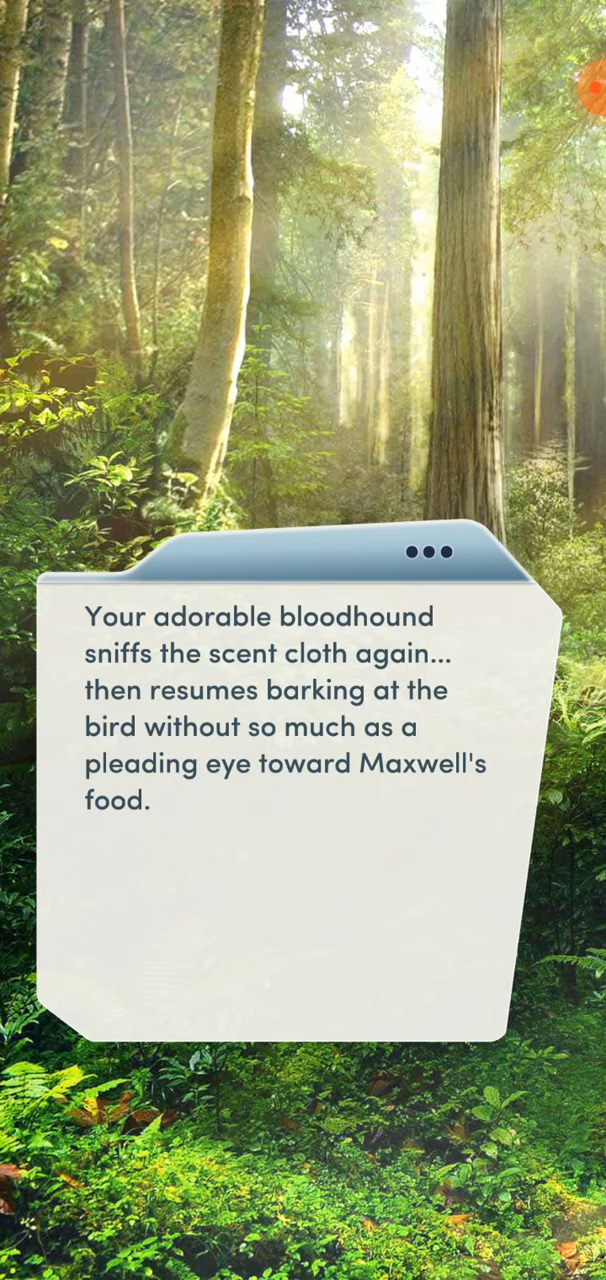 Your adorable bloodhound
sniffs the scent cloth again...
then resumes barking at the
bird without so much as a
pleading eye toward Maxwell's
food.